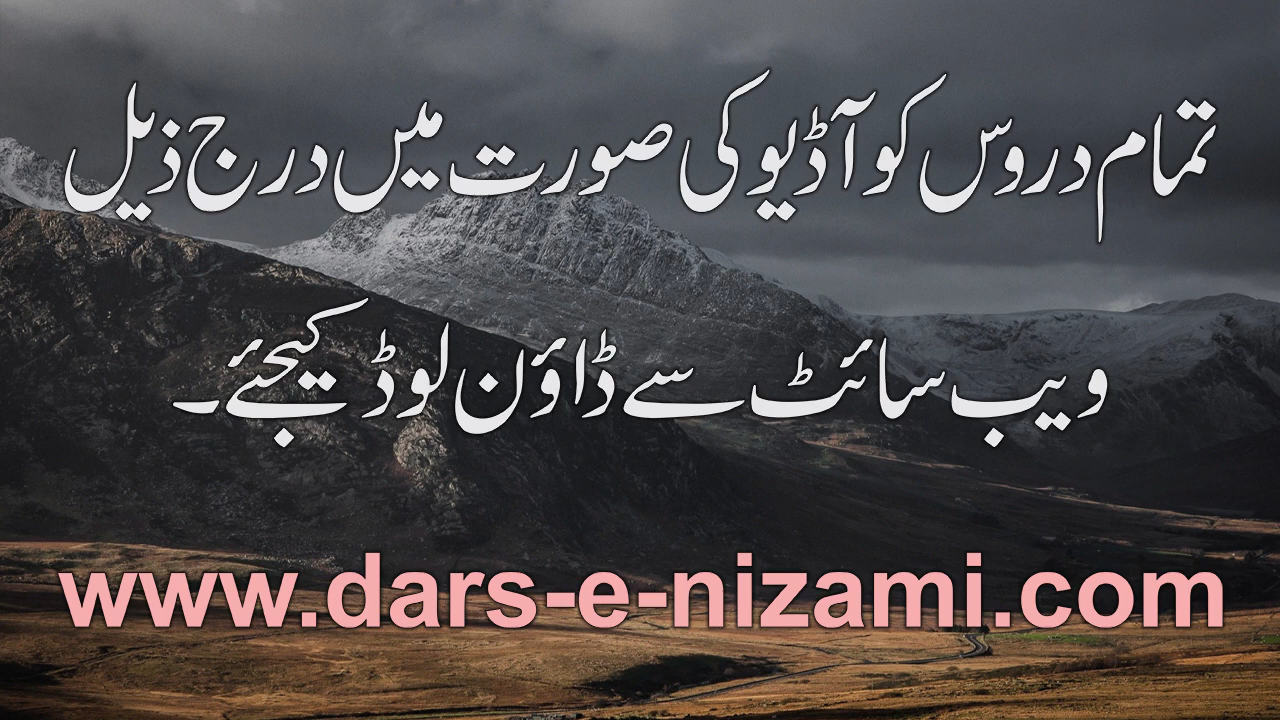 تمام دروس کو آڈیو کی صورت میں درج ذیل
ویب سائٹ سے ڈاؤن لوڈ کیجئے۔
www.dars-e-nizami.com